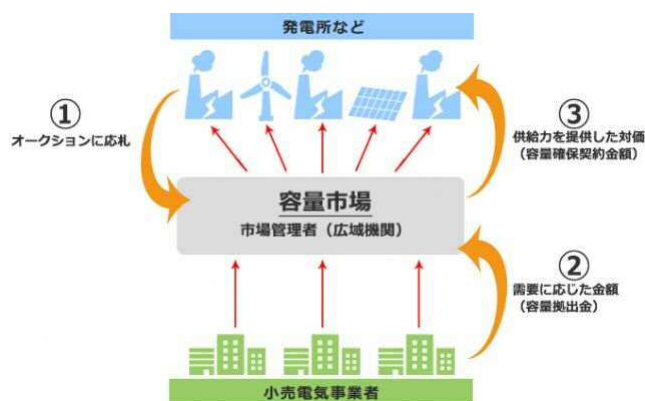 発電所など
①
オークションに応札
③
供給力を提供した対価
（容量確保契約金額）
容量市場
市場管理者（広域機関）
②
需要に応じた金額
（容量拠出金）
小売電気事業者